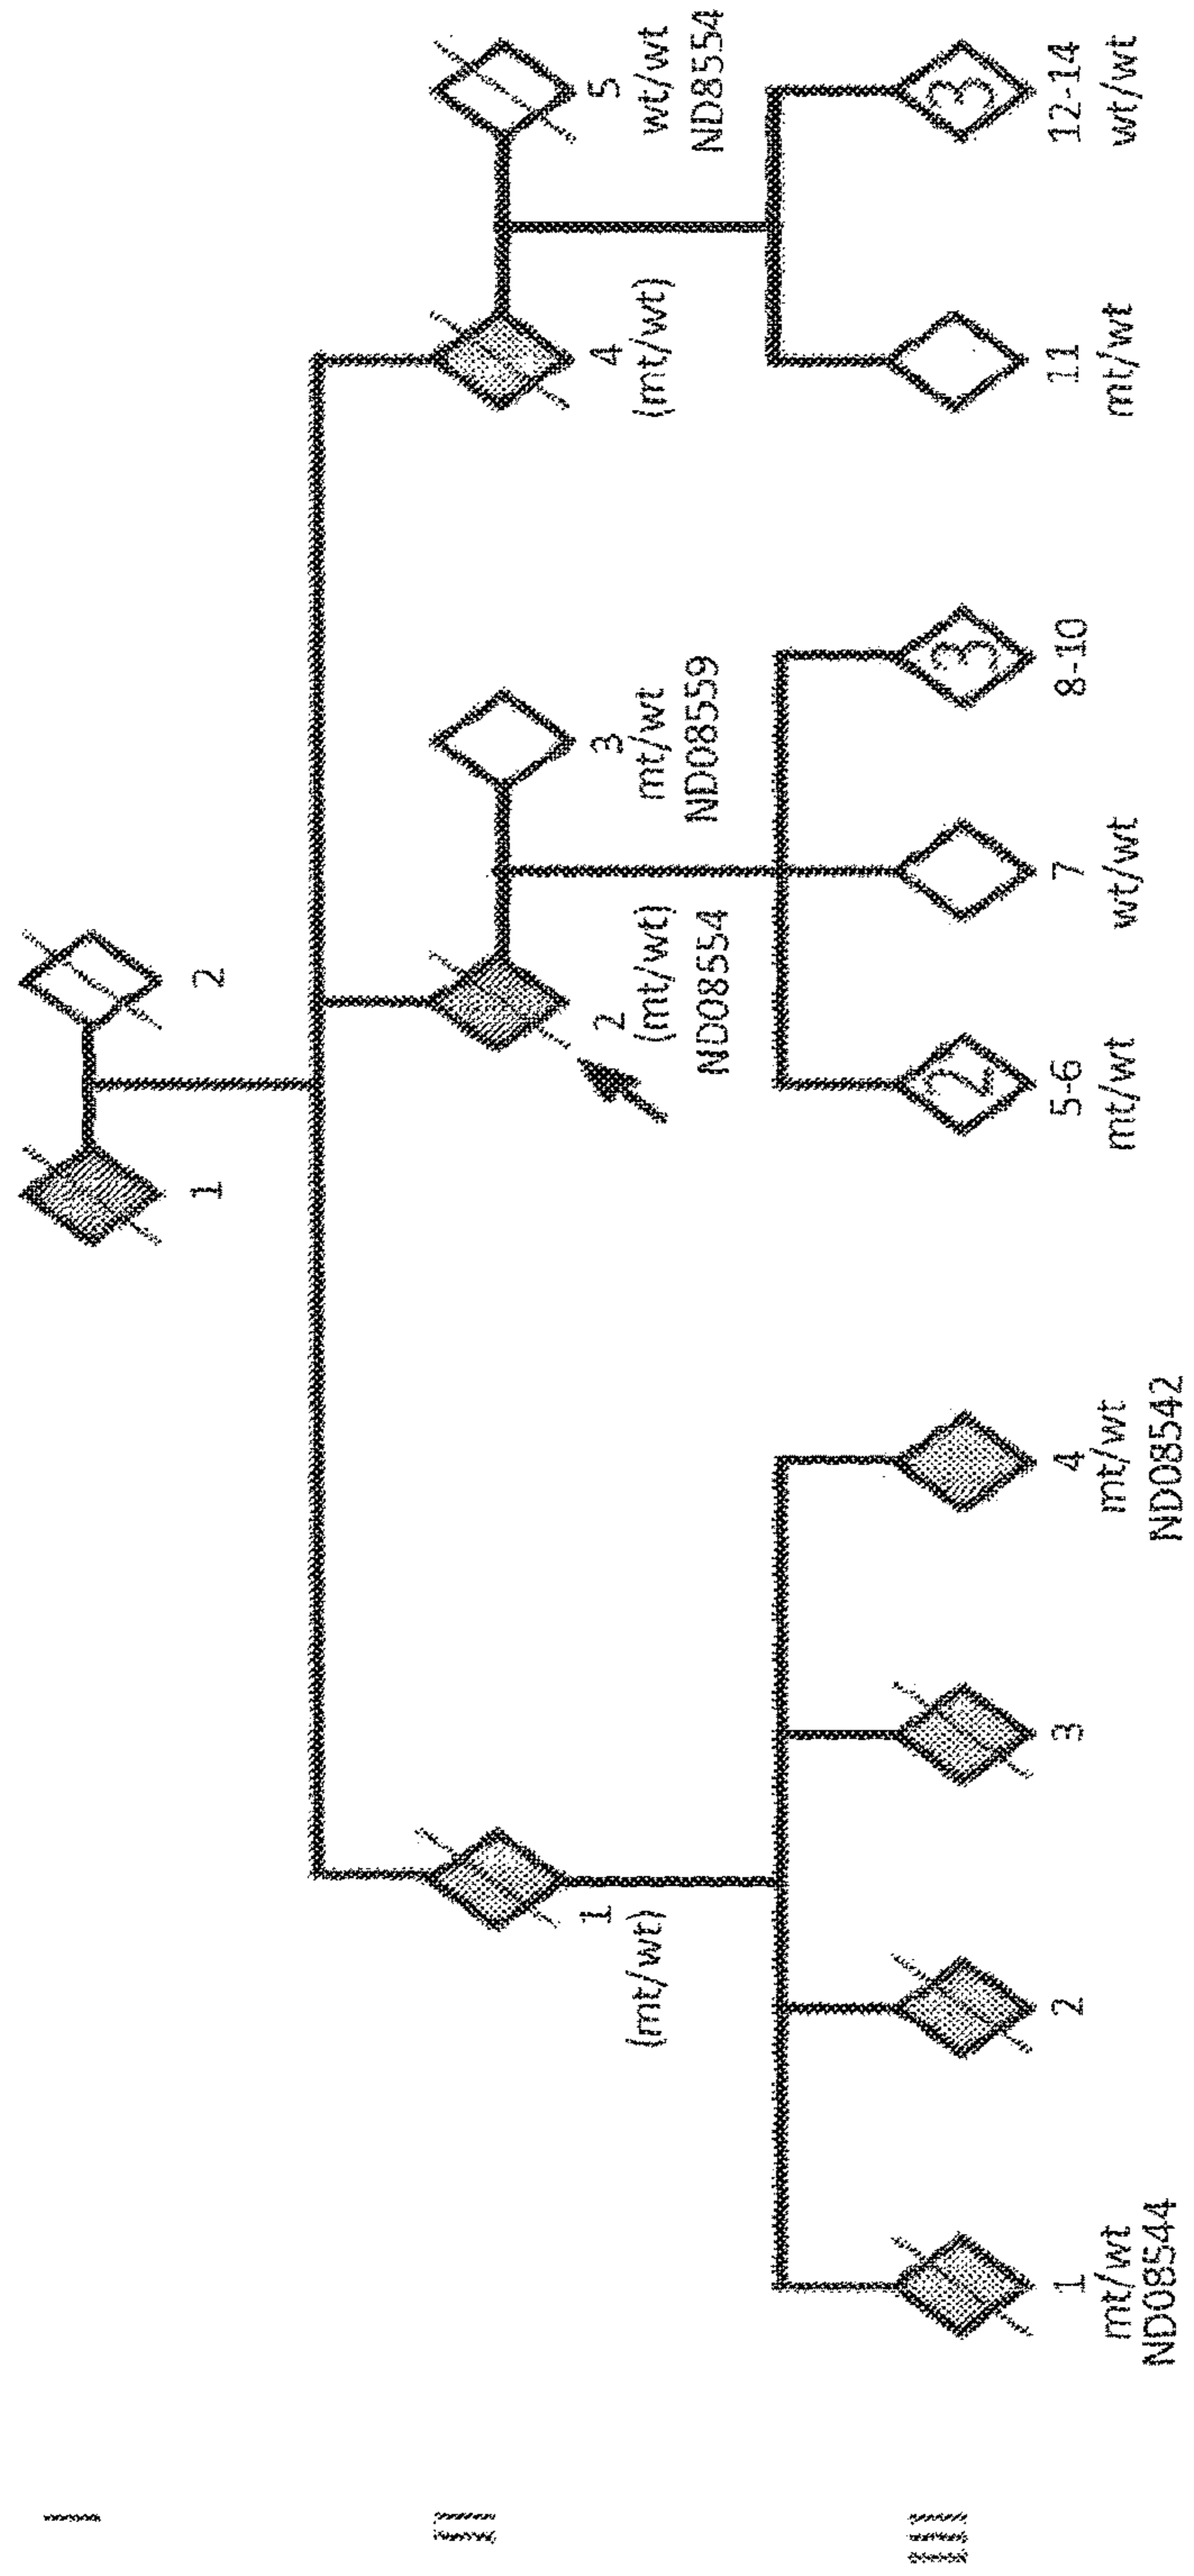 I
1
2
II
1
(mt/wt)
2
(mt/wt)
ND08554
3
mt/wt
ND08559
4
(mt/wt)
5
wt/wt
ND8554
III
1
mt/wt
ND08544
2
3
4
mt/wt
ND08542
2
5-6
mt/wt
7
wt/wt
3
8-10
11
mt/wt
3
12-14
wt/wt